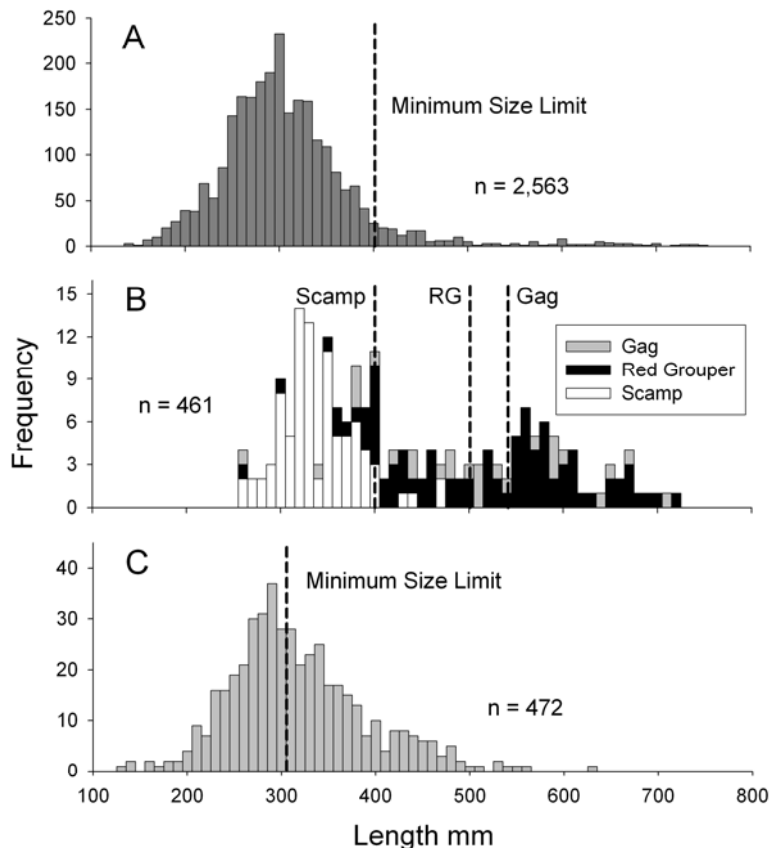 250
200
150
100
50
0
A
Minimum Size Limit
n = 2,563
15
12
9
6
3
0
B
Scamp
RG
Gag
n = 461
Gag
Red Grouper
Scamp
Frequency
40
30
20
10
0
C
Minimum Size Limit
n = 472
100 200 300 400 500 600 700 800
Length mm